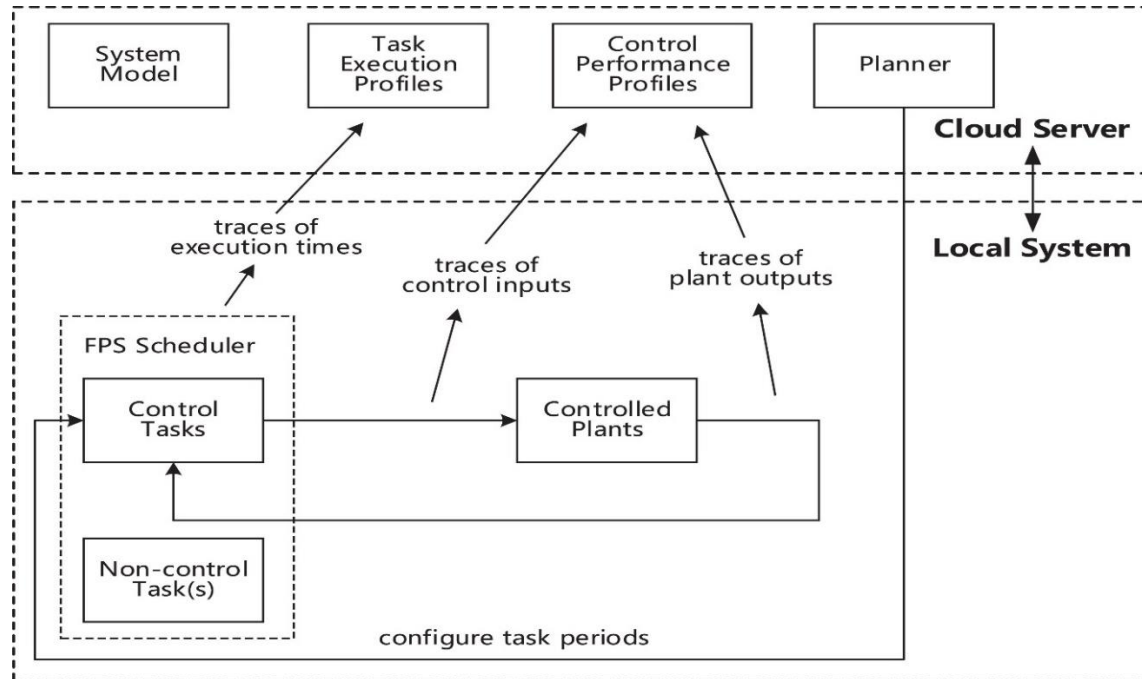 System
Model
Task
Execution
Profiles
Control
Performance
Profiles
Planner
Cloud Server
Local System
traces of
execution times
traces of
control inputs
traces of
plant outputs
FPS Scheduler
Control
Tasks
Controlled
Plants
Non-control
Task(s)
configure task periods